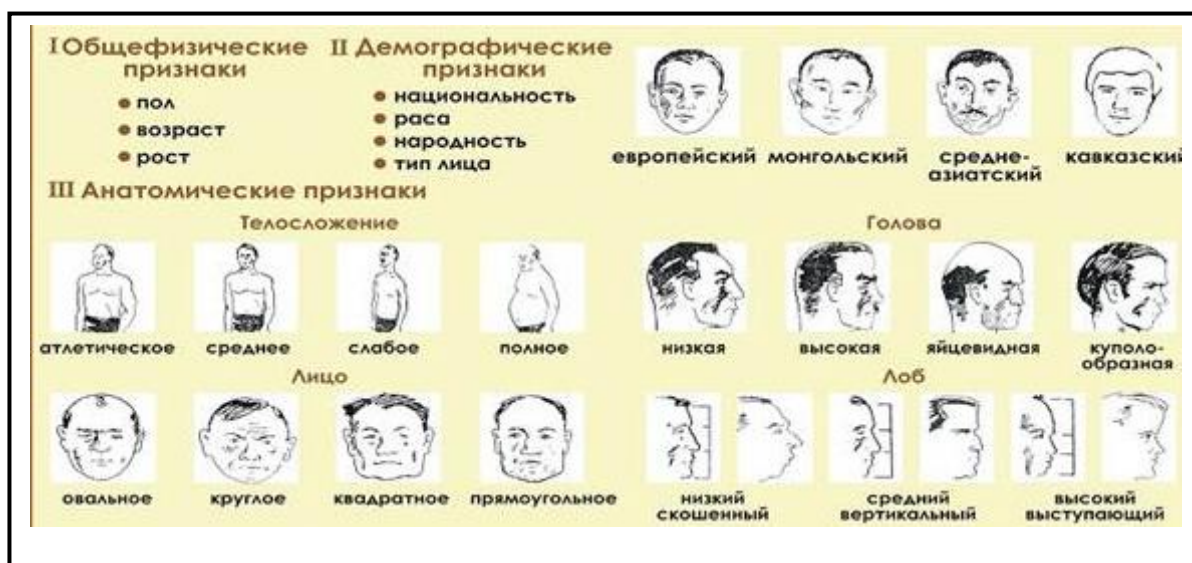 I Общефизические
признаки
• пол
• возраст
• рост
II Демографические
признаки
• национальность
• раса
• народность
• тип лица
европейский
монгольский
средне-
азиатский
кавказский
III Анатомические признаки
Телосложение
атлетическое
среднее
слабое
полное
Голова
низкая
высокая
яйцевидная
куполо-
образная
Лицо
овальное
круглое
квадратное
прямоугольное
Лоб
низкий
скошенный
средний
вертикальный
высокий
выступающий